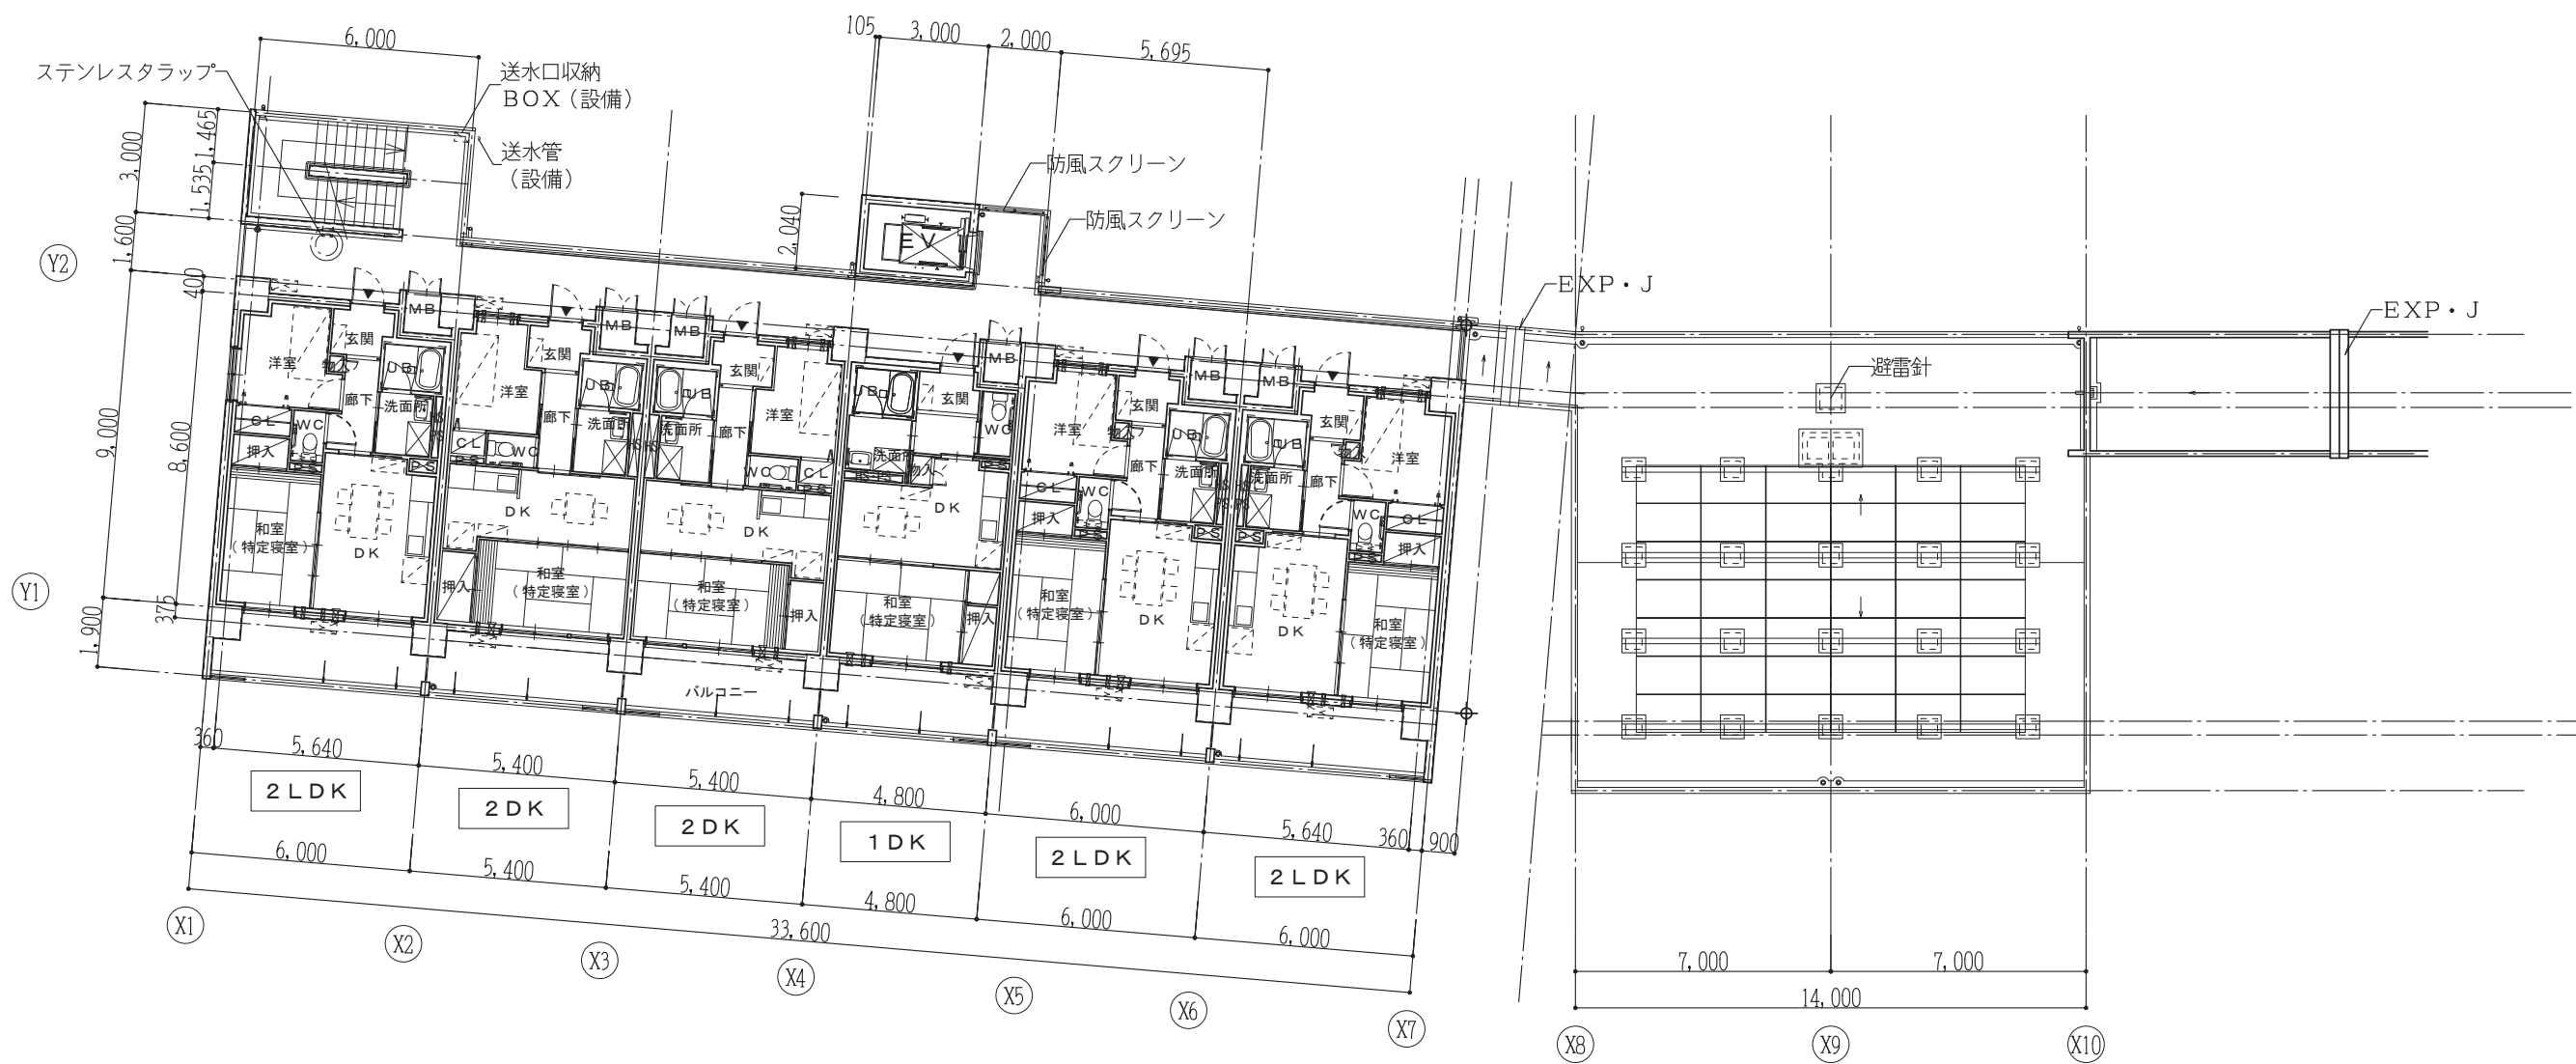 6,000
ステンレスタラップ
送水口収納
ＢＯＸ（設備）
送水管
（設備）
105
3,000
2,000
5,695
防風スクリーン
防風スクリーン
2,040
ＥＶ
3,000
1,465
1,535
1,600
400
9,000
8,600
375
1,900
Y2
Y1
ＥＸＰ・Ｊ
ＥＸＰ・Ｊ
避雷針
ＭＢ
ＭＢ
ＭＢ
ＭＢ
ＭＢ
ＭＢ
玄関
玄関
玄関
玄関
玄関
玄関
洋室
洋室
洋室
洋室
洋室
物入
物入
物入
物入
ＵＢ
ＵＢ
ＵＢ
ＵＢ
ＵＢ
ＵＢ
廊下
廊下
廊下
廊下
廊下
洗面所
洗面所
洗面所
洗面所
洗面所
洗面所
ＣＬ
ＣＬ
ＣＬ
ＣＬ
ＣＬ
ＷＣ
ＷＣ
ＷＣ
ＷＣ
ＷＣ
ＷＣ
ＰＳ
ＰＳ
ＰＳ
ＰＳ
ＰＳ
ＰＳ
ＰＳ
ＰＳ
ＰＳ
押入
押入
押入
押入
押入
押入
ＤＫ
ＤＫ
ＤＫ
ＤＫ
ＤＫ
ＤＫ
和室
（特定寝室）
和室
（特定寝室）
和室
（特定寝室）
和室
（特定寝室）
和室
（特定寝室）
和室
（特定寝室）
バルコニー
360
5,640
5,400
5,400
4,800
6,000
5,640
360
900
２ＬＤＫ
２ＤＫ
２ＤＫ
１ＤＫ
２ＬＤＫ
２ＬＤＫ
6,000
5,400
5,400
4,800
6,000
6,000
33,600
7,000
7,000
14,000
X1
X2
X3
X4
X5
X6
X7
X8
X9
X10